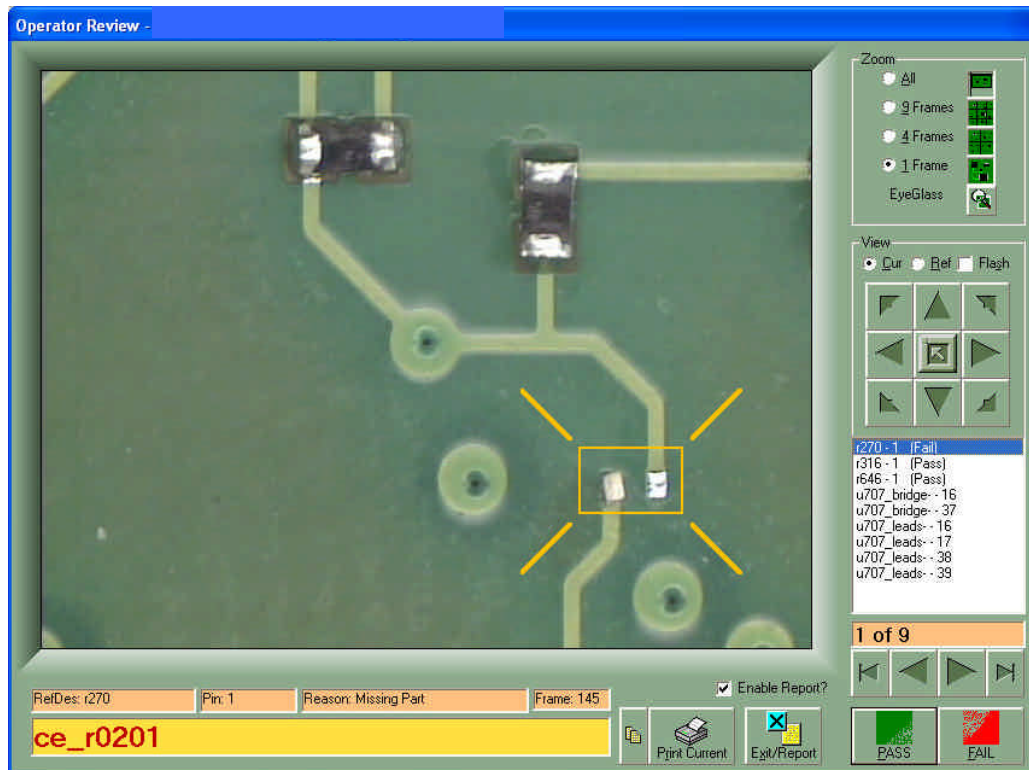 Operator Review -
Zoom
All
9 Frames
4 Frames
1 Frame
EyeGlass
View
Cur Ref Flash
r270 - 1 (Fail)
r316 - 1 (Pass)
r646 - 1 (Pass)
u707_bridge- - 16
u707_bridge- - 37
u707_leads- - 16
u707_leads- - 17
u707_leads- - 38
u707_leads- - 39
1 of 9
Enable Report?
RefDes: r270 Pin: 1 Reason: Missing Part Frame: 145
ce_r0201
Print Current Exit/Report PASS FAIL